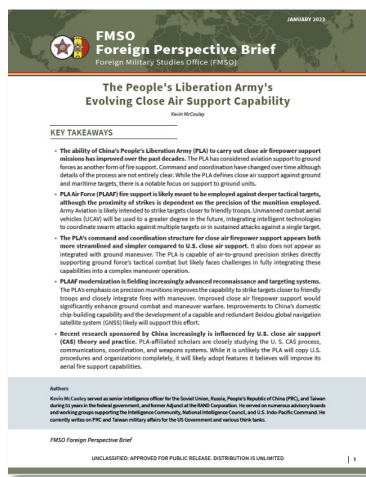 JANUARY 2023
FMSO
Foreign Perspective Brief
Foreign Military Studies Office (FMSO)
The People's Liberation Army's
Evolving Close Air Support Capability
Kevin McCauley
KEY TAKEAWAYS
• The ability of China's People's Liberation Army (PLA) to carry out close air firepower support
missions has improved over the past decades. The PLA has considered aviation support to ground
forces as another form of fire support. Command and coordination have changed over time although
details of the process are not entirely clear. While the PLA defines close air support against ground
and maritime targets, there is a notable focus on support to ground units.
• PLA Air Force (PLAAF) fire support is likely meant to be employed against deeper tactical targets,
although the proximity of strikes is dependent on the precision of the munition employed.
Army Aviation is likely intended to strike targets closer to friendly troops. Unmanned combat aerial
vehicles (UCAV) will be used to a greater degree in the future, integrating intelligent technologies
to coordinate swarm attacks against multiple targets or in sustained attacks against a single target.
• The PLA's command and coordination structure for close air firepower support appears both
more streamlined and simpler compared to U.S. close air support. It also does not appear as
integrated with ground maneuver. The PLA is capable of air-to-ground precision strikes directly
supporting ground force's tactical combat but likely faces challenges in fully integrating these
capabilities into a complex maneuver operation.
• PLAAF modernization is fielding increasingly advanced reconnaissance and targeting systems.
The PLA's emphasis on precision munitions improves the capability to strike targets closer to friendly
troops and closely integrate fires with maneuver. Improved close air firepower support would
significantly enhance ground combat and maneuver warfare. Improvements to China's domestic
chip-building capability and the development of a capable and redundant Beidou global navigation
satellite system (GNSS) likely will support this effort.
• Recent research sponsored by China increasingly is influenced by U.S. close air support
(CAS) theory and practice. PLA-affiliated scholars are closely studying the U. S. CAS process,
communications, coordination, and weapons systems. While it is unlikely the PLA will copy U.S.
procedures and organizations completely, it will likely adopt features it believes will improve its
aerial fire support capabilities.
Authors
Kevin McCauley served as senior intelligence officer for the Soviet Union, Russia, People's Republic of China (PRC), and Taiwan
during 31 years in the federal government, and former Adjunct at the RAND Corporation. He served on numerous advisory boards
and working groups supporting the Intelligence Community, National Intelligence Council, and U.S. Indo-Pacific Command. He
currently writes on PRC and Taiwan military affairs for the US Government and various think tanks.
FMSO Foreign Perspective Brief
UNCLASSIFIED: APPROVED FOR PUBLIC RELEASE. DISTRIBUTION IS UNLIMITED
1